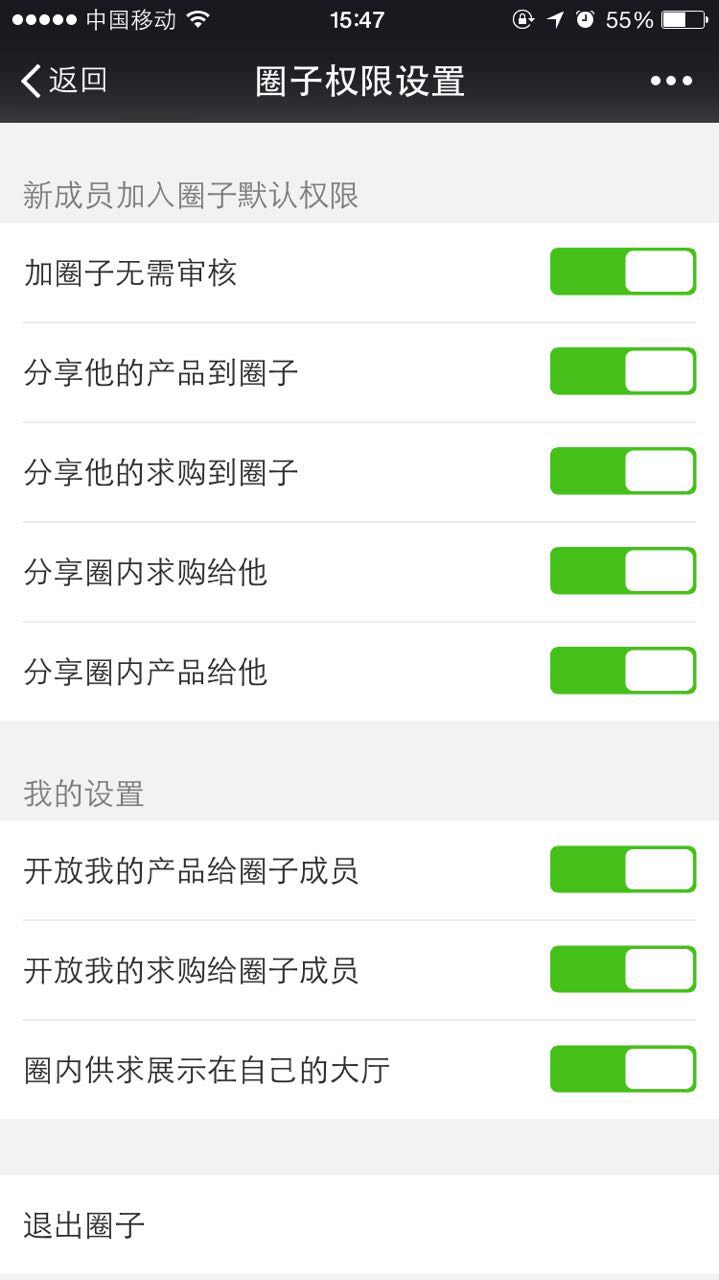 中国移动 15:47 55%
返回 圈子权限设置
新成员加入圈子默认权限
加圈子无需审核
分享他的产品到圈子
分享他的求购到圈子
分享圈内求购给他
分享圈内产品给他
我的设置
开放我的产品给圈子成员
开放我的求购给圈子成员
圈内供求展示在自己的大厅
退出圈子